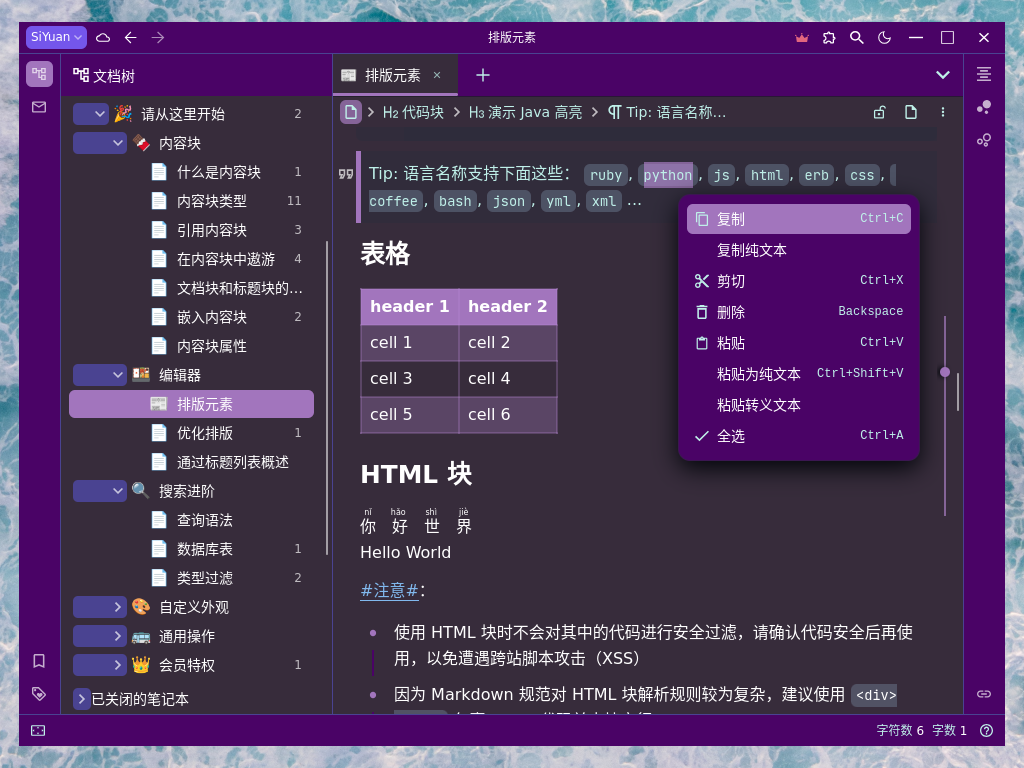 SiYuan
排版元素
文档树
排版元素
请从这里开始 2
内容块
什么是内容块 1
内容块类型 11
引用内容块 3
在内容块中遨游 4
文档块和标题块的…
嵌入内容块 2
内容块属性
编辑器
排版元素
优化排版 1
通过标题列表概述
搜索进阶
查询语法
数据库表 1
类型过滤 2
自定义外观
通用操作
会员特权 1
已关闭的笔记本
H2 代码块 H3 演示 Java 高亮 Tip: 语言名称…
Tip: 语言名称支持下面这些： ruby, python, js, html, erb, css,
coffee, bash, json, yml, xml …
表格
header 1 header 2
cell 1 cell 2
cell 3 cell 4
cell 5 cell 6
HTML 块
nǐ hǎo shì jiè
你 好 世 界
Hello World
#注意#：
使用 HTML 块时不会对其中的代码进行安全过滤，请确认代码安全后再使
用，以免遭遇跨站脚本攻击（XSS）
因为 Markdown 规范对 HTML 块解析规则较为复杂，建议使用 <div>
复制 Ctrl+C
复制纯文本
剪切 Ctrl+X
删除 Backspace
粘贴 Ctrl+V
粘贴为纯文本 Ctrl+Shift+V
粘贴转义文本
全选 Ctrl+A
字符数 6 字数 1